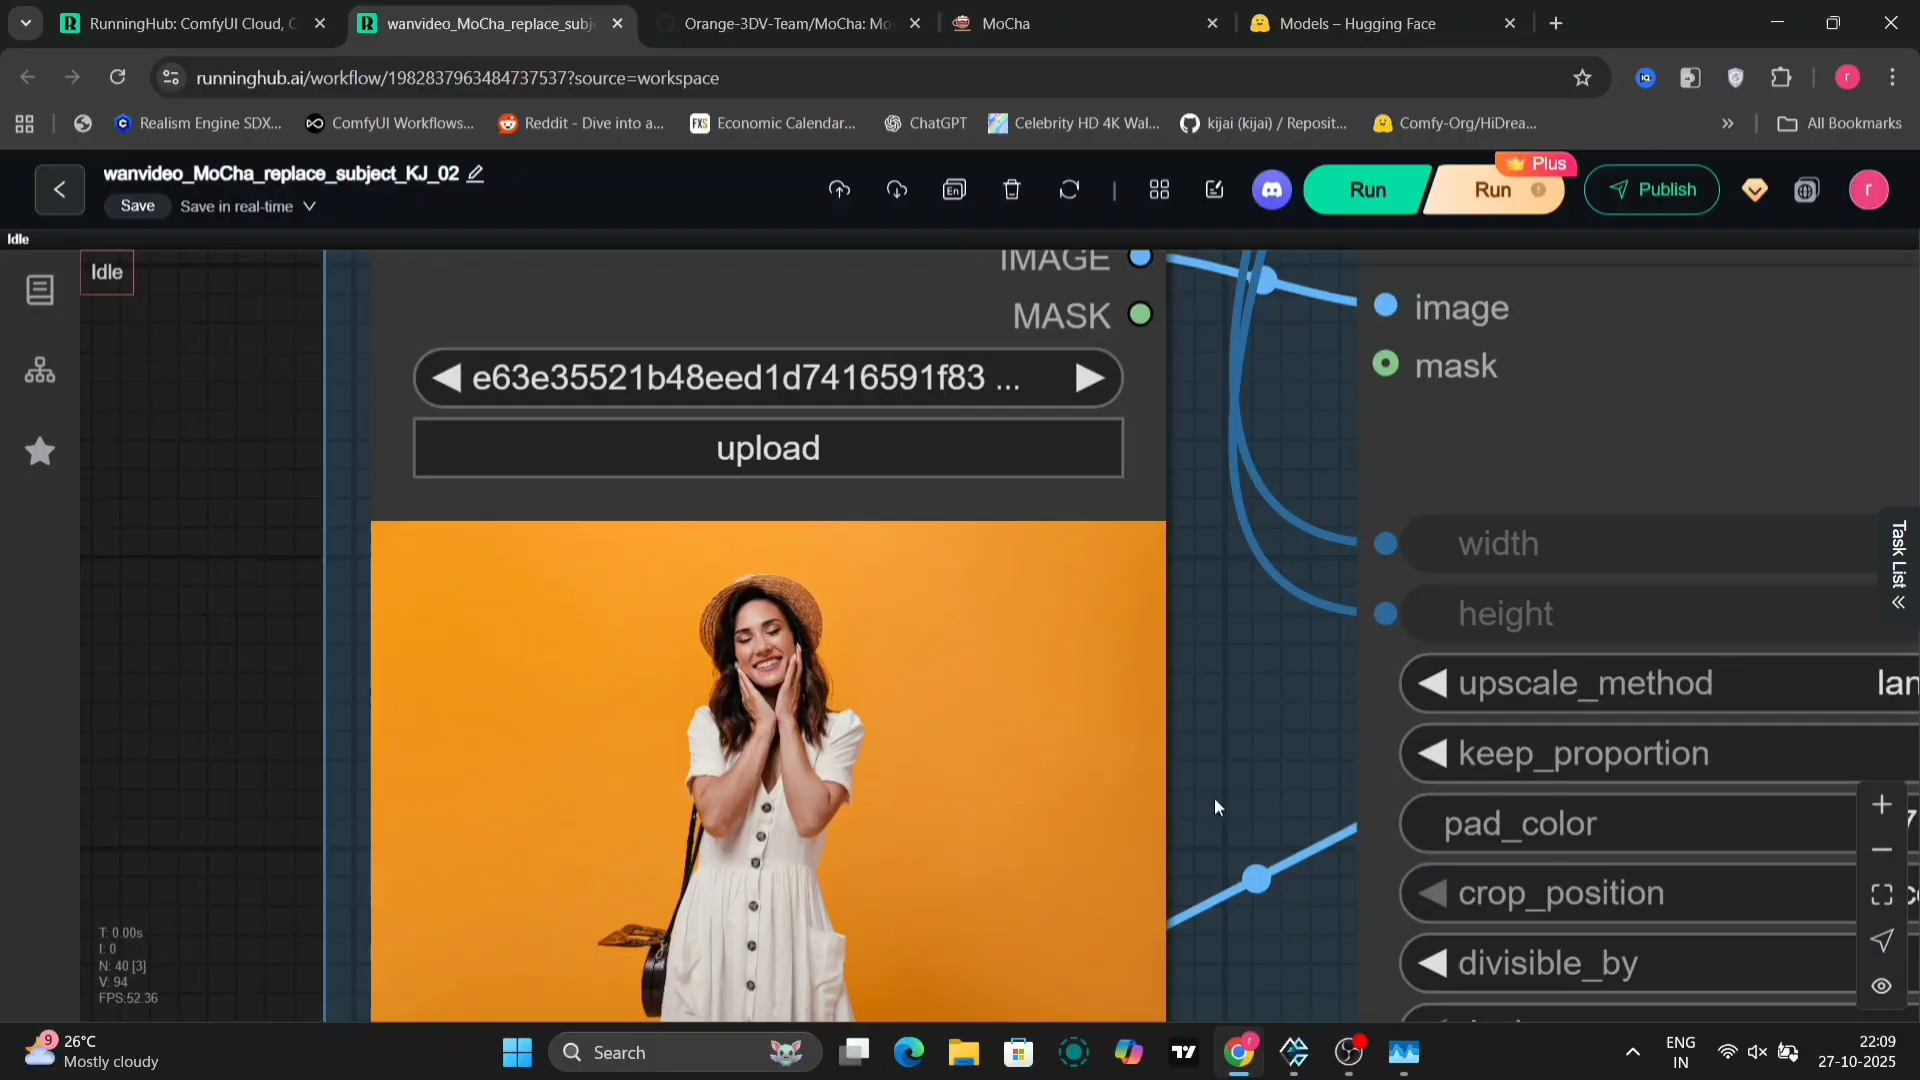 RunningHub: ComfyUI Cloud, C
wanvideo_MoCha_replace_subj
Orange-3DV-Team/MoCha: Mo
MoCha
Models – Hugging Face
runninghub.ai/workflow/1982837963484737537?source=workspace
Realism Engine SDX...
ComfyUI Workflows...
Reddit - Dive into a...
FXS
Economic Calendar...
ChatGPT
Celebrity HD 4K Wal...
kijai (kijai) / Reposit...
Comfy-Org/HiDrea...
All Bookmarks
wanvideo_MoCha_replace_subject_KJ_02
Save
Save in real-time
En
Run
Run
Plus
Publish
r
Idle
Idle
IMAGE
MASK
image
mask
e63e35521b48eed1d7416591f83 ...
upload
width
height
Task List
upscale_method
lan
keep_proportion
pad_color
crop_position
divisible_by
T: 0.00s
I: 0
N: 40 [3]
V: 94
FPS:52.36
9
26°C
Mostly cloudy
Search
ENG
IN
22:09
27-10-2025